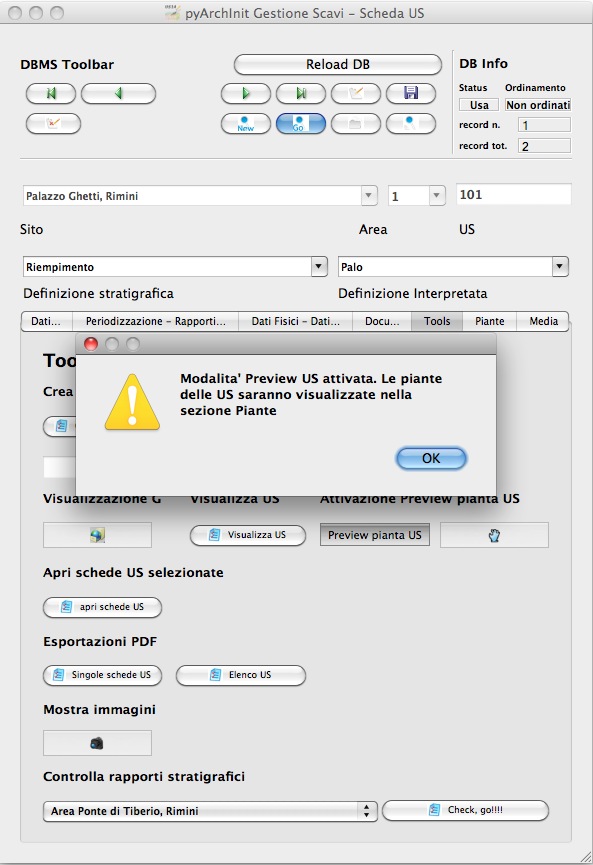 pyArchInit Gestione Scavi – Scheda US
DBMS Toolbar
Reload DB
DB Info
Status
Ordinamento
Usa
Non ordinati
New
Go
record n.
1
record tot.
2
Palazzo Ghetti, Rimini
1
101
Sito
Area
US
Riempimento
Palo
Definizione stratigrafica
Definizione Interpretata
Dati...
Periodizzazione – Rapporti...
Dati Fisici – Dati...
Docu...
Tools
Piante
Media
Too
Crea
Modalita' Preview US attivata. Le piante
delle US saranno visualizzate nella
sezione Piante
OK
Visualizzazione G
Visualizza US
Attivazione Preview pianta US
Visualizza US
Preview pianta US
Apri schede US selezionate
apri schede US
Esportazioni PDF
Singole schede US
Elenco US
Mostra immagini
Controlla rapporti stratigrafici
Area Ponte di Tiberio, Rimini
Check, go!!!!